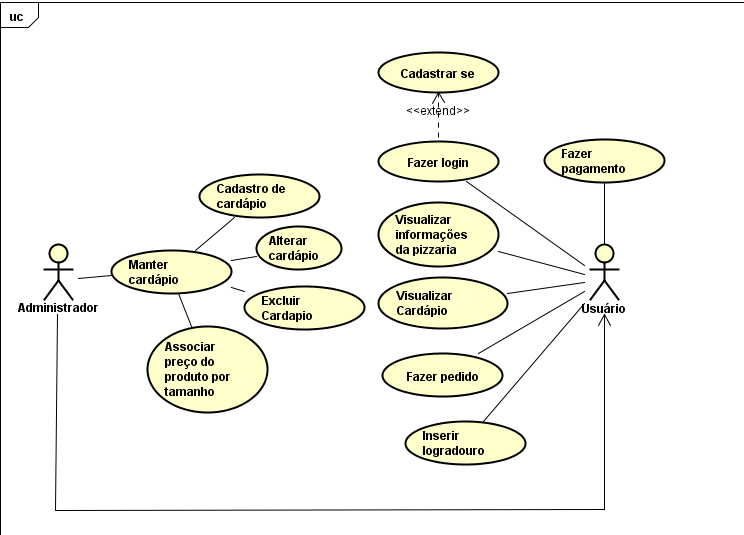 uc
Cadastrar se
<<extend>>
Fazer login
Fazer
pagamento
Cadastro de
cardápio
Visualizar
informações
da pizzaria
Alterar
cardápio
Manter
cardápio
Administrador
Excluir
Cardapio
Visualizar
Cardápio
Usuário
Associar
preço do
produto por
tamanho
Fazer pedido
Inserir
logradouro